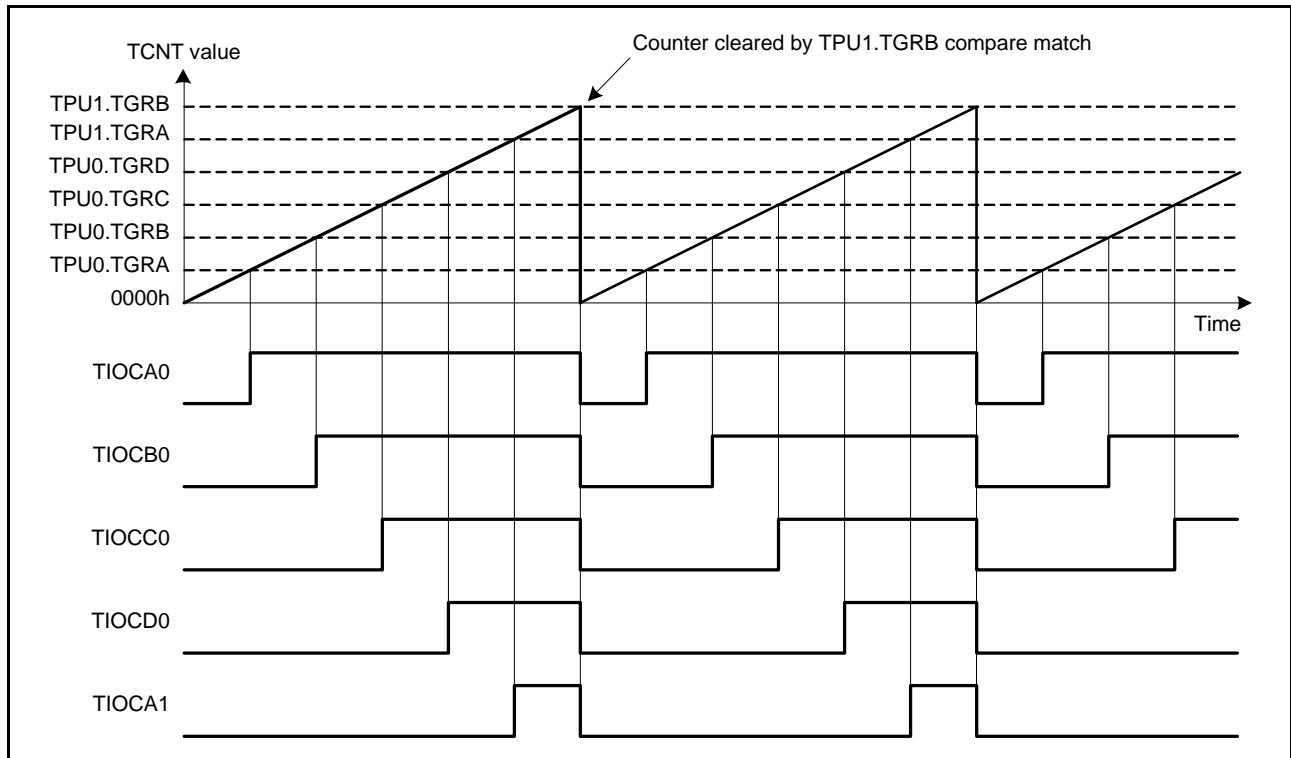 Counter cleared by TPU1.TGRB compare match
TCNT value
TPU1.TGRB
TPU1.TGRA
TPU0.TGRD
TPU0.TGRC
TPU0.TGRB
TPU0.TGRA
0000h
Time
TIOCA0
TIOCB0
TIOCC0
TIOCD0
TIOCA1